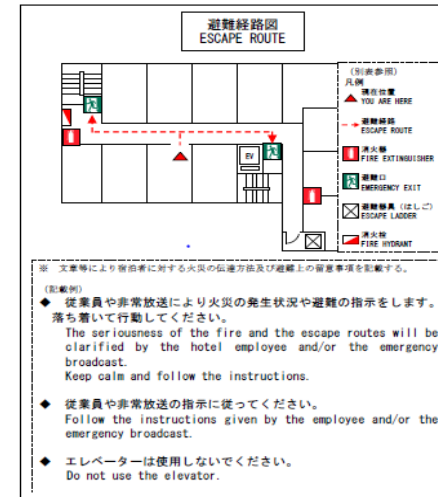 避難経路図
ESCAPE ROUTE
(別表参照)
凡例
現在位置
YOU ARE HERE
避難経路
ESCAPE ROUTE
消火器
FIRE EXTINGUISHER
避難口
EMERGENCY EXIT
避難器具(はしご)
ESCAPE LADDER
消火栓
FIRE HYDRANT
EV
※ 文章等により宿泊者に対する火災の伝達方法及び避難上の留意事項を記載する。
(記載例)
◆ 従業員や非常放送により火災の発生状況や避難の指示をします。
落ち着いて行動してください。
The seriousness of the fire and the escape routes will be
clarified by the hotel employee and/or the emergency
broadcast.
Keep calm and follow the instructions.
◆ 従業員や非常放送の指示に従ってください。
Follow the instructions given by the employee and/or the
emergency broadcast.
◆ エレベーターは使用しないでください。
Do not use the elevator.